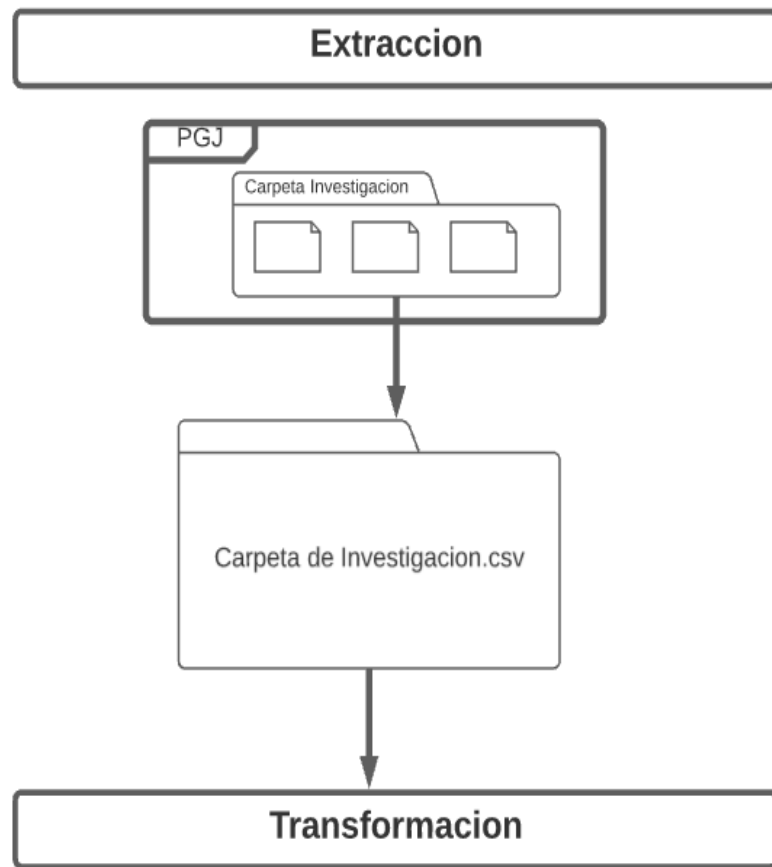 Extraccion
PGJ
Carpeta Investigacion
Carpeta de Investigacion.csv
Transformacion